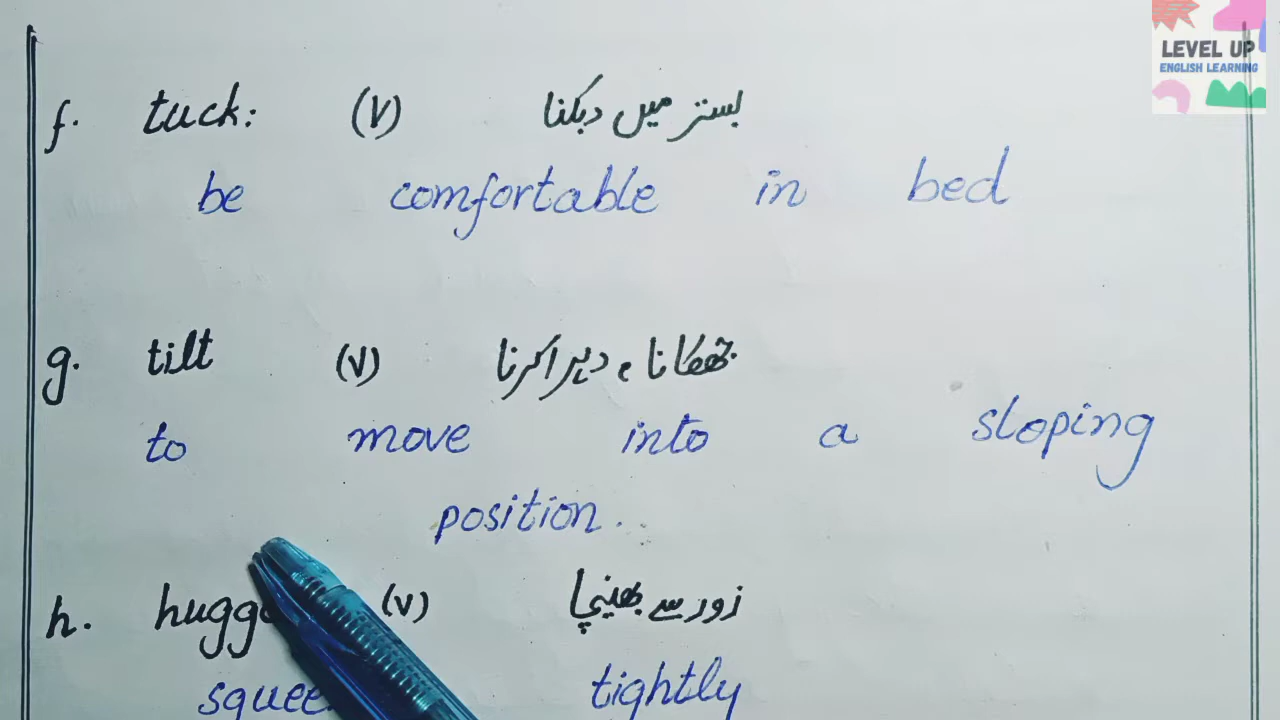 LEVEL UP
ENGLISH LEARNING
f. tuck: (V) بستر میں دبکنا
be comfortable in bed
g. tilt (V) جھکانا، دہرا کرنا
to move into a sloping
position..
h. (V) زور سے بھینچا
tightly